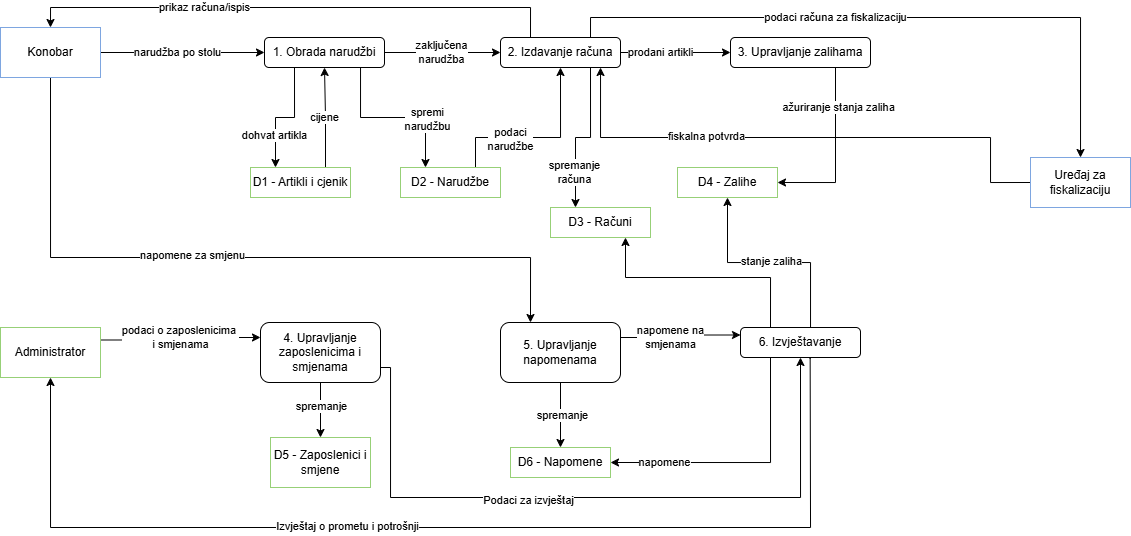 prikaz računa/ispis
podaci računa za fiskalizaciju
Konobar
narudžba po stolu
1. Obrada narudžbi
zaključena
narudžba
2. Izdavanje računa
prodani artikli
3. Upravljanje zalihama
dohvat artikla
cijene
spremi
narudžbu
podaci
narudžbe
spremanje
računa
fiskalna potvrda
ažuriranje stanja zaliha
D1 - Artikli i cjenik
D2 - Narudžbe
D3 - Računi
D4 - Zalihe
Uređaj za
fiskalizaciju
napomene za smjenu
stanje zaliha
Administrator
podaci o zaposlenicima
i smjenama
4. Upravljanje
zaposlenicima i
smjenama
5. Upravljanje
napomenama
napomene na
smjenama
6. Izvještavanje
spremanje
spremanje
D5 - Zaposlenici i
smjene
D6 - Napomene
napomene
Podaci za izvještaj
Izvještaj o prometu i potrošnji